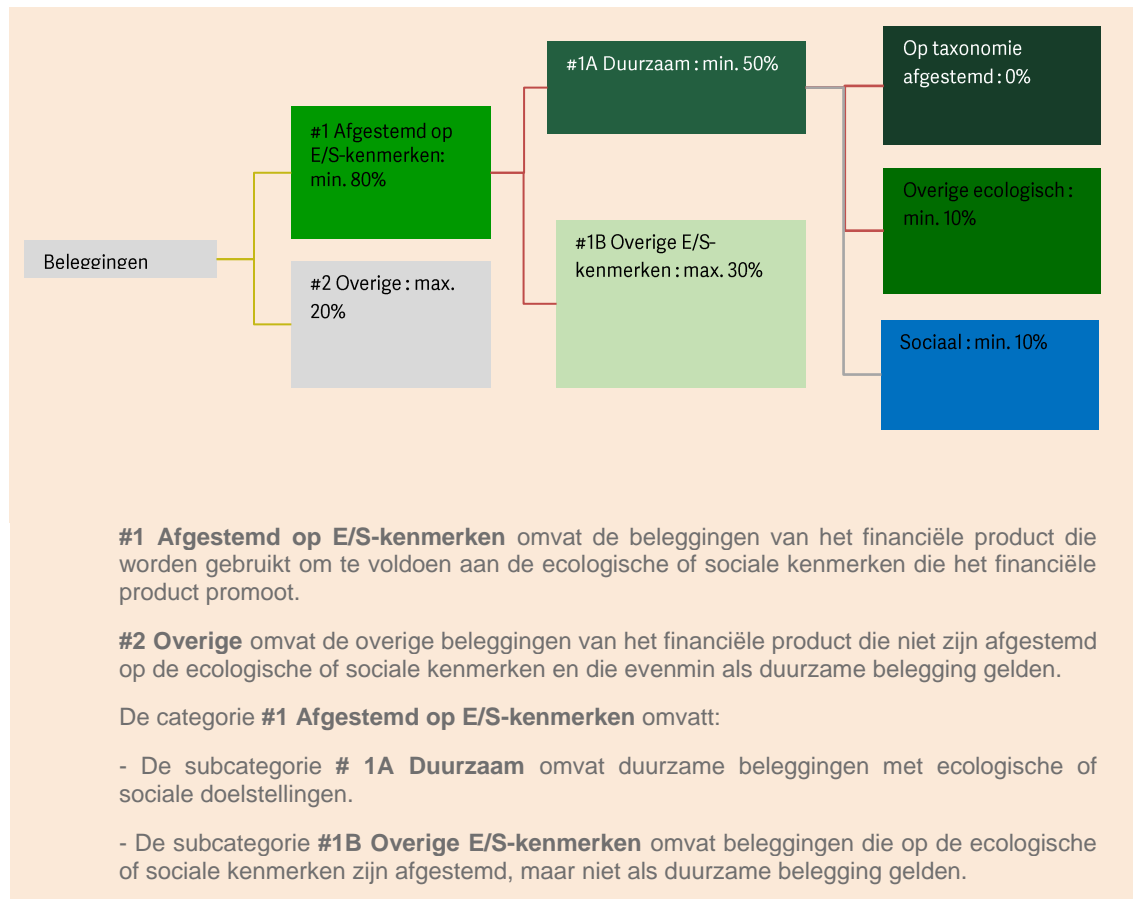 Beleggingen
#1 Afgestemd op
E/S-kenmerken:
min. 80%
#2 Overige : max.
20%
#1A Duurzaam : min. 50%
#1B Overige E/S-
kenmerken : max. 30%
Op taxonomie
afgestemd : 0%
Overige ecologisch :
min. 10%
Sociaal : min. 10%
#1 Afgestemd op E/S-kenmerken omvat de beleggingen van het financiële product die
worden gebruikt om te voldoen aan de ecologische of sociale kenmerken die het financiële
product promoot.
#2 Overige omvat de overige beleggingen van het financiële product die niet zijn afgestemd
op de ecologische of sociale kenmerken en die evenmin als duurzame belegging gelden.
De categorie #1 Afgestemd op E/S-kenmerken omvatt:
- De subcategorie # 1A Duurzaam omvat duurzame beleggingen met ecologische of
sociale doelstellingen.
- De subcategorie #1B Overige E/S-kenmerken omvat beleggingen die op de ecologische
of sociale kenmerken zijn afgestemd, maar niet als duurzame belegging gelden.